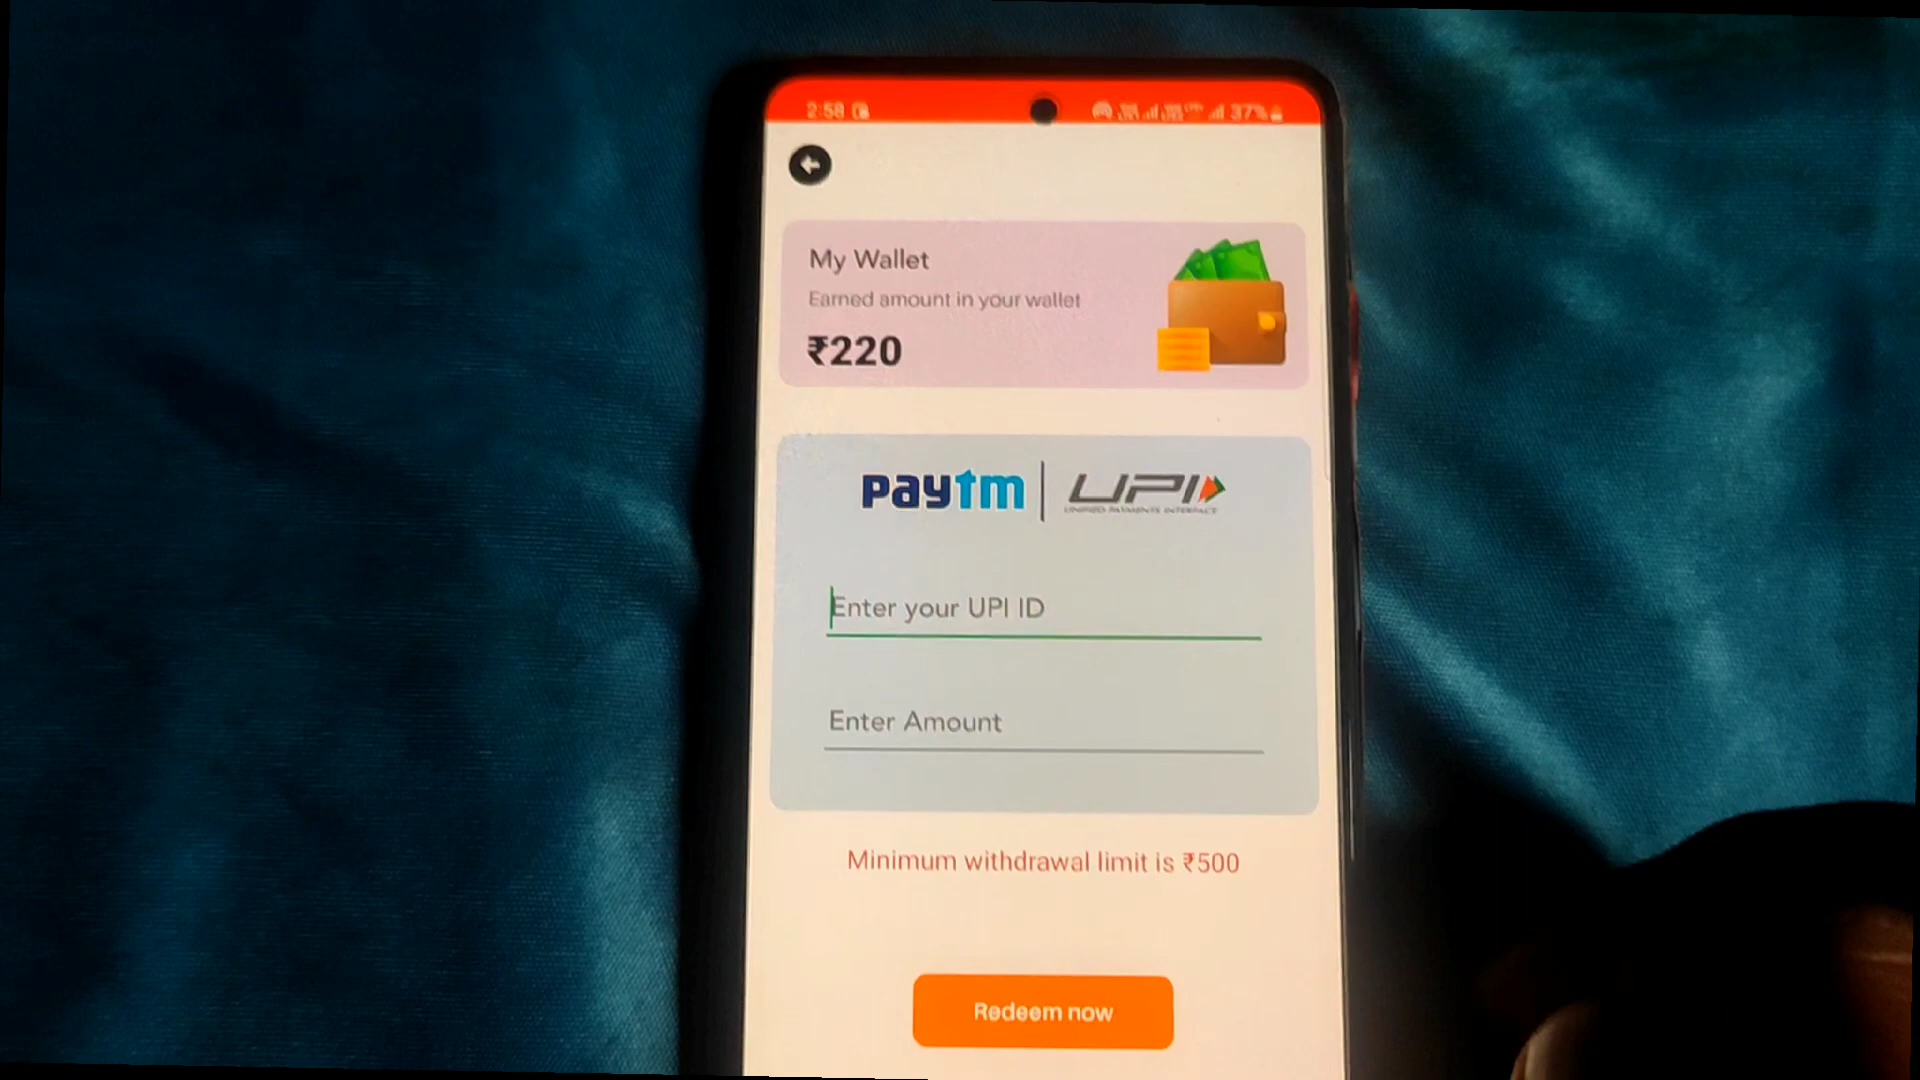 2:58
37%
My Wallet
Earned amount in your wallet
₹220
paytm | UPI
UNIFIED PAYMENTS INTERFACE
Enter your UPI ID
Enter Amount
Minimum withdrawal limit is ₹500
Redeem now